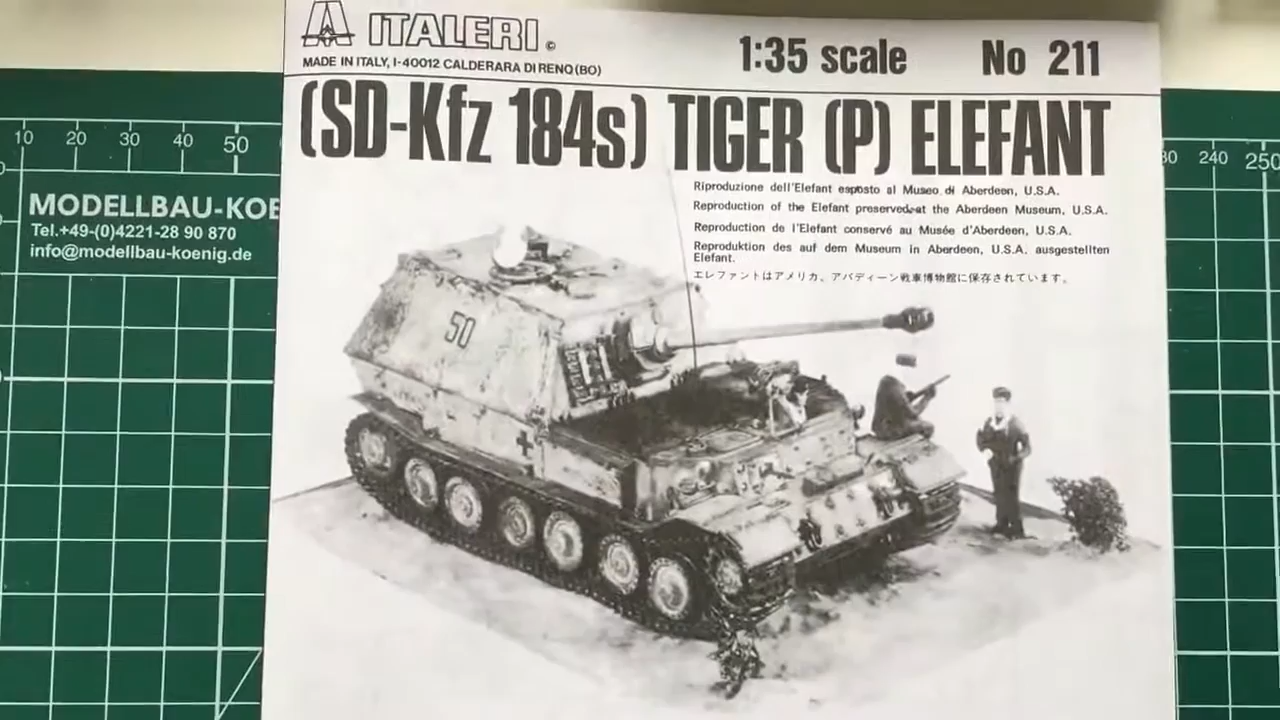 ITALERI ©
MADE IN ITALY, I-40012 CALDERARA DI RENO (BO)
1:35 scale No 211
(SD-Kfz 184s) TIGER (P) ELEFANT
Riproduzione dell'Elefant esposto al Museo di Aberdeen, U.S.A.
Reproduction of the Elefant preserved at the Aberdeen Museum, U.S.A.
Reproduction de l'Elefant conservé au Musée d'Aberdeen, U.S.A.
Reproduktion des auf dem Museum in Aberdeen, U.S.A. ausgestellten
Elefant.
エレファントはアメリカ、アバディーン戦車博物館に保存されています。
51
10 20 30 40 50
MODELLBAU-KOE
Tel.+49-(0)4221-28 90 870
info@modellbau-koenig.de
240 250